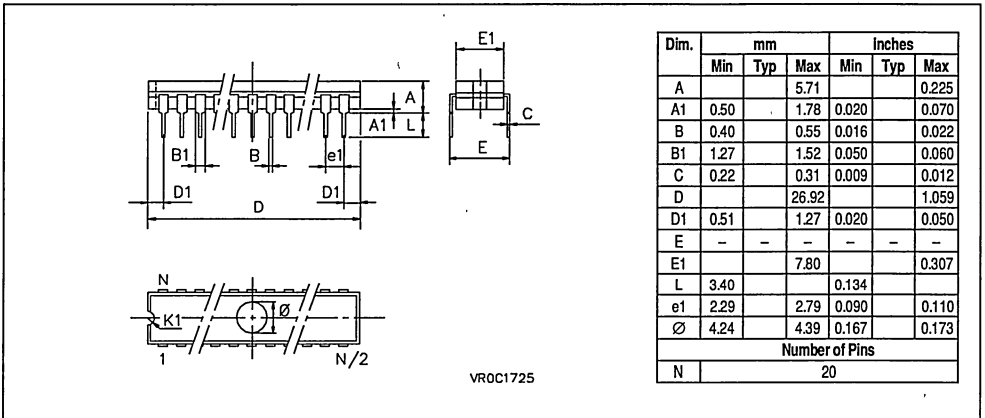 E1
A
A1
L
C
B1
B
e1
E
D1
D1
D
N
Ø
K1
1
N/2
VR0C1725
Dim. mm inches
Min Typ Max Min Typ Max
A 5.71 0.225
A1 0.50 1.78 0.020 0.070
B 0.40 0.55 0.016 0.022
B1 1.27 1.52 0.050 0.060
C 0.22 0.31 0.009 0.012
D 26.92 1.059
D1 0.51 1.27 0.020 0.050
E – – – – – –
E1 7.80 0.307
L 3.40 0.134
e1 2.29 2.79 0.090 0.110
Ø 4.24 4.39 0.167 0.173
Number of Pins
N 20